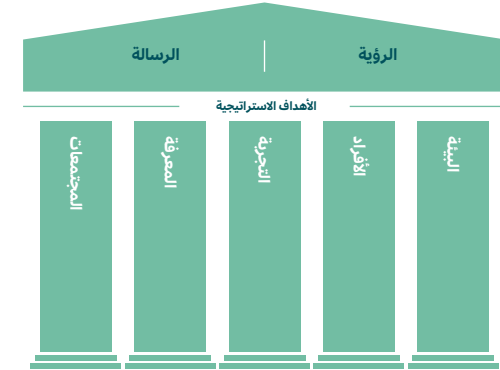 الرؤية
الرسالة
الأهداف الاستراتيجية
البيئة
الأفراد
التجربة
المعرفة
المجتمعات